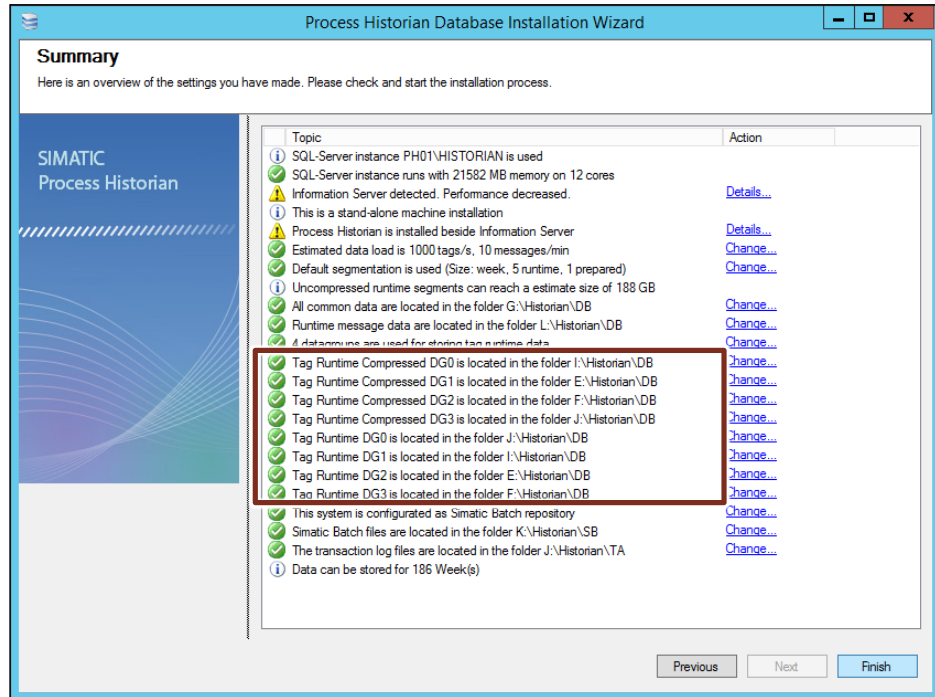 Process Historian Database Installation Wizard
Summary
Here is an overview of the settings you have made. Please check and start the installation process.
SIMATIC
Process Historian
Topic Action
SQL-Server instance PH01\HISTORIAN is used
SQL-Server instance runs with 21582 MB memory on 12 cores
Information Server detected. Performance decreased. Details...
This is a stand-alone machine installation
Process Historian is installed beside Information Server Details...
Estimated data load is 1000 tags/s, 10 messages/min Change...
Default segmentation is used (Size: week, 5 runtime, 1 prepared) Change...
Uncompressed runtime segments can reach a estimate size of 188 GB
All common data are located in the folder G:\Historian\DB Change...
Runtime message data are located in the folder L:\Historian\DB Change...
4 datagroups are used for storing tag runtime data Change...
Tag Runtime Compressed DG0 is located in the folder I:\Historian\DB Change...
Tag Runtime Compressed DG1 is located in the folder E:\Historian\DB Change...
Tag Runtime Compressed DG2 is located in the folder F:\Historian\DB Change...
Tag Runtime Compressed DG3 is located in the folder J:\Historian\DB Change...
Tag Runtime DG0 is located in the folder J:\Historian\DB Change...
Tag Runtime DG1 is located in the folder I:\Historian\DB Change...
Tag Runtime DG2 is located in the folder E:\Historian\DB Change...
Tag Runtime DG3 is located in the folder F:\Historian\DB Change...
This system is configurated as Simatic Batch repository Change...
Simatic Batch files are located in the folder K:\Historian\SB Change...
The transaction log files are located in the folder J:\Historian\TA Change...
Data can be stored for 186 Week(s)
Previous Next Finish